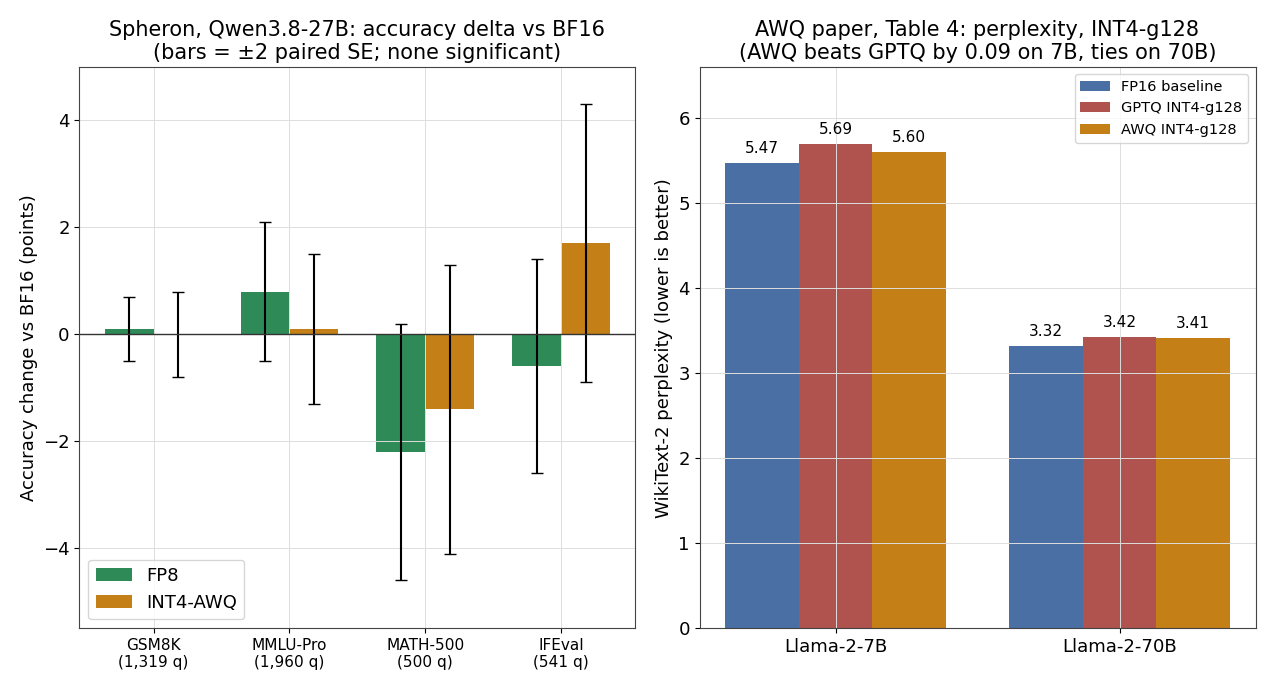 Spheron, Qwen3.8-27B: accuracy delta vs BF16
(bars = ±2 paired SE; none significant)
Accuracy change vs BF16 (points)
4
2
0
−2
−4
FP8
INT4-AWQ
GSM8K
(1,319 q)
MMLU-Pro
(1,960 q)
MATH-500
(500 q)
IFEval
(541 q)
AWQ paper, Table 4: perplexity, INT4-g128
(AWQ beats GPTQ by 0.09 on 7B, ties on 70B)
WikiText-2 perplexity (lower is better)
6
5
4
3
2
1
0
FP16 baseline
GPTQ INT4-g128
AWQ INT4-g128
5.47
5.69
5.60
3.32
3.42
3.41
Llama-2-7B
Llama-2-70B